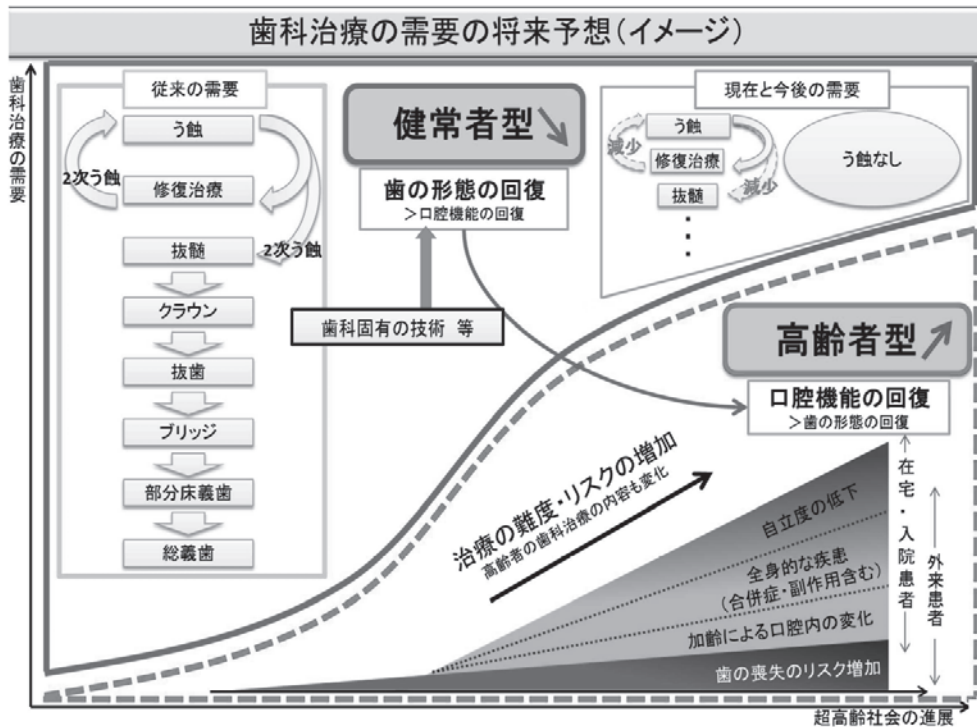 歯科治療の需要の将来予想(イメージ)
歯科治療の需要
従来の需要
う蝕
2次う蝕
修復治療
抜髄
2次う蝕
クラウン
抜歯
ブリッジ
部分床義歯
総義歯
健常者型
歯の形態の回復
>口腔機能の回復
歯科固有の技術 等
現在と今後の需要
う蝕
減少
修復治療
減少
抜髄
・
・
・
う蝕なし
高齢者型
口腔機能の回復
>歯の形態の回復
治療の難度・リスクの増加
高齢者の歯科治療の内容も変化
自立度の低下
全身的な疾患
(合併症・副作用含む)
加齢による口腔内の変化
歯の喪失のリスク増加
在宅・入院患者
外来患者
超高齢社会の進展